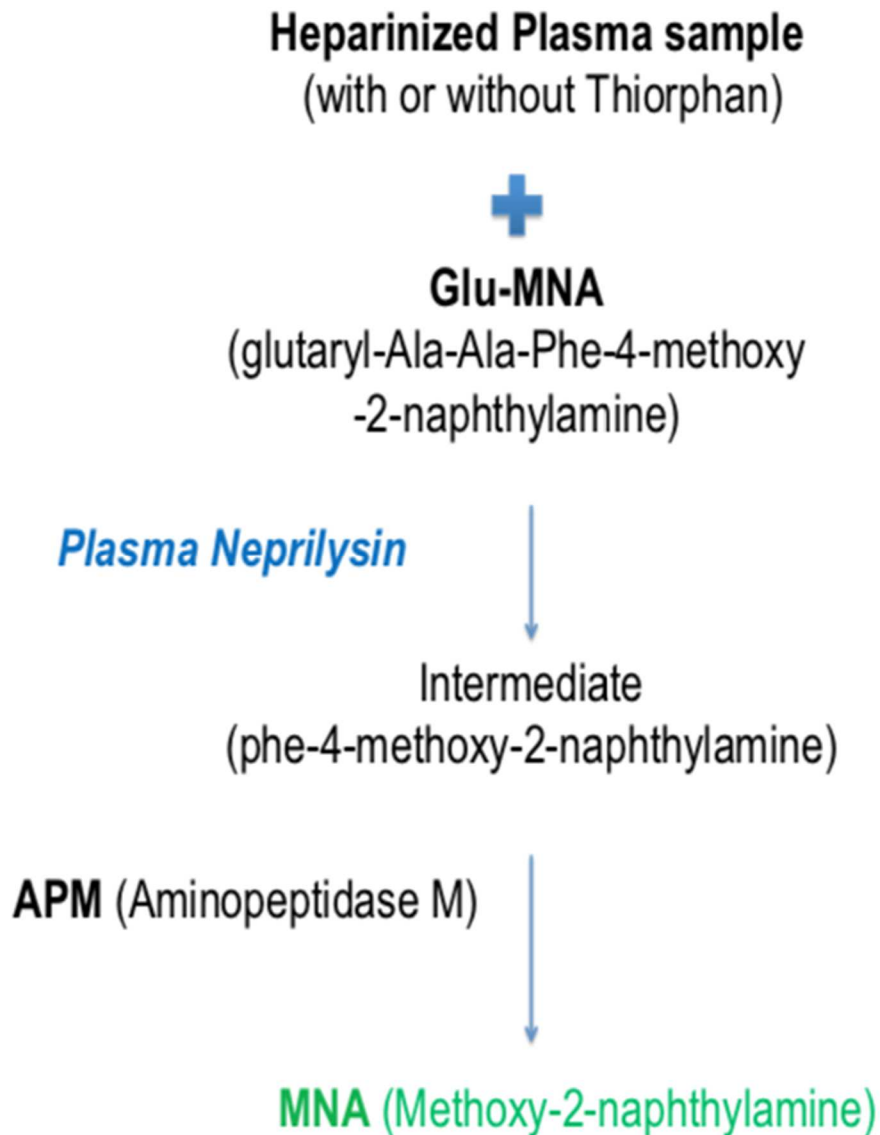 Heparinized Plasma sample
(with or without Thiorphan)
Glu-MNA
(glutaryl-Ala-Ala-Phe-4-methoxy
-2-naphthylamine)
Plasma Neprilysin
Intermediate
(phe-4-methoxy-2-naphthylamine)
APM (Aminopeptidase M)
MNA (Methoxy-2-naphthylamine)